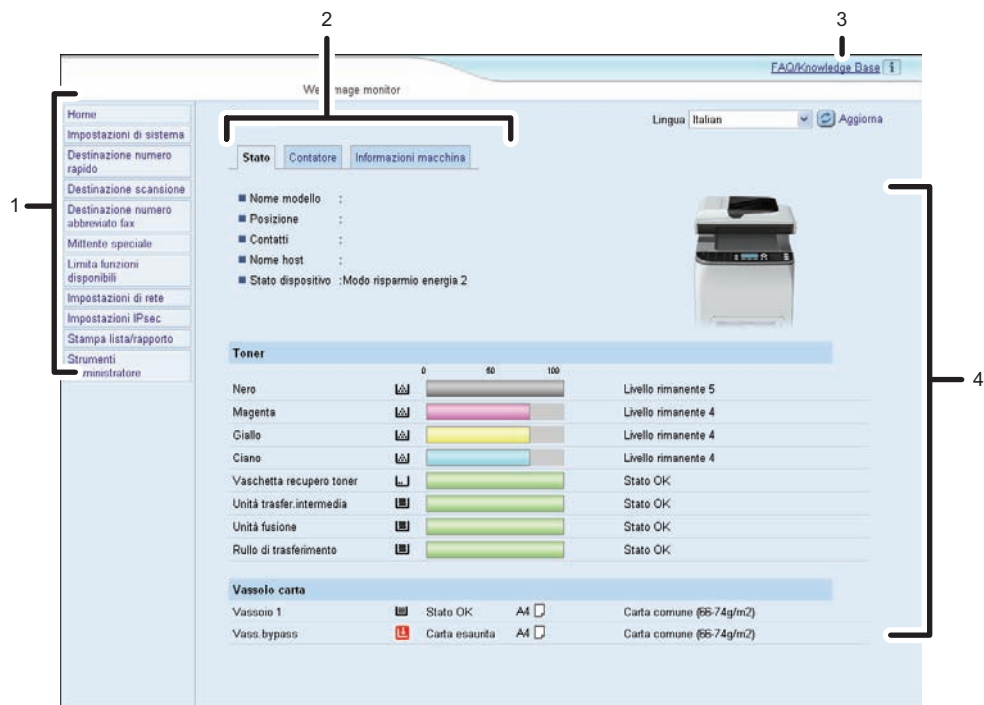 2
3
FAQ/Knowledge Base
Web Image monitor
1
Home
Impostazioni di sistema
Destinazione numero
rapido
Destinazione scansione
Destinazione numero
abbreviato fax
Mittente speciale
Limita funzioni
disponibili
Impostazioni di rete
Impostazioni IPsec
Stampa lista/rapporto
Strumenti
ministratore
Lingua Italian Aggiorna
Stato Contatore Informazioni macchina
Nome modello :
Posizione :
Contatti :
Nome host :
Stato dispositivo :Modo risparmio energia 2
4
Toner
0 50 100
Nero Livello rimanente 5
Magenta Livello rimanente 4
Giallo Livello rimanente 4
Ciano Livello rimanente 4
Vaschetta recupero toner Stato OK
Unità trasfer.intermedia Stato OK
Unità fusione Stato OK
Rullo di trasferimento Stato OK
Vassoio carta
Vassoio 1 Stato OK A4 Carta comune (66-74g/m2)
Vass.bypass Carta esaurita A4 Carta comune (66-74g/m2)